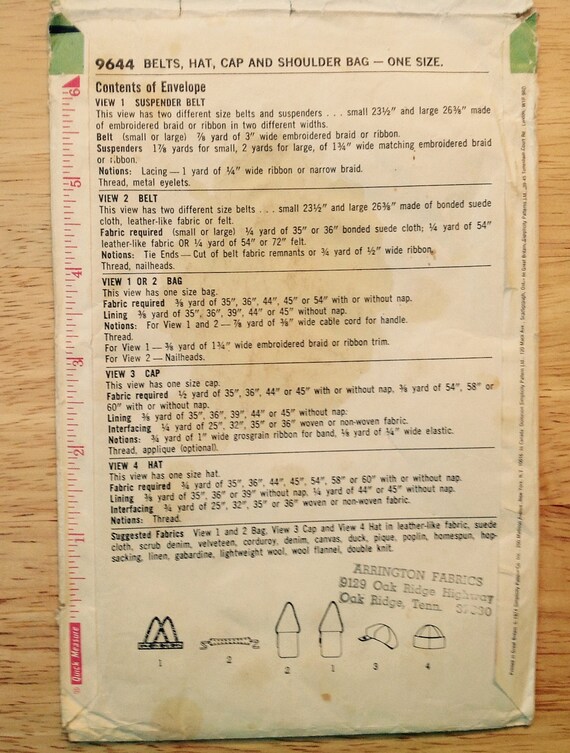 9644 BELTS, HAT, CAP AND SHOULDER BAG — ONE SIZE.
Contents of Envelope
VIEW 1 SUSPENDER BELT
This view has two different size belts and suspenders . . . small 23½" and large 26⅜" made
of embroidered braid or ribbon in two different widths.
Belt (small or large) ⅞ yard of 3" wide embroidered braid or ribbon.
Suspenders 1⅞ yards for small, 2 yards for large, of 1¾" wide matching embroidered braid
or ribbon.
Notions: Lacing — 1 yard of ¼" wide ribbon or narrow braid.
Thread, metal eyelets.
VIEW 2 BELT
This view has two different size belts . . . small 23½" and large 26⅜" made of bonded suede
cloth, leather-like fabric or felt.
Fabric required (small or large) ¼ yard of 35" or 36" bonded suede cloth; ¼ yard of 54"
leather-like fabric OR ¼ yard of 54" or 72" felt.
Notions: Tie Ends — Cut of belt fabric remnants or ¾ yard of ½" wide ribbon,
Thread, nailheads.
VIEW 1 OR 2 BAG
This view has one size bag.
Fabric required ⅜ yard of 35", 36", 44", 45" or 54" with or without nap.
Lining ⅜ yard of 35", 36", 39", 44" or 45" without nap.
Notions: For View 1 and 2 — ⅞ yard of ⅜" wide cable cord for handle.
Thread.
For View 1 — ⅜ yard of 1¾" wide embroidered braid or ribbon trim.
For View 2 — Nailheads.
VIEW 3 CAP
This view has one size cap.
Fabric required ½ yard of 35", 36", 44" or 45" with or without nap, ⅜ yard of 54", 58" or
60" with or without nap.
Lining ⅜ yard of 35", 36", 39", 44" or 45" without nap.
Interfacing ¼ yard of 25", 32", 35" or 36" woven or non-woven fabric.
Notions: ¾ yard of 1" wide grosgrain ribbon for band, ⅛ yard of ¼" wide elastic.
Thread, applique (optional).
VIEW 4 HAT
This view has one size hat.
Fabric required ¾ yard of 35", 36", 44", 45", 54", 58" or 60" with or without nap.
Lining ⅜ yard of 35", 36" or 39" without nap, ¼ yard of 44" or 45" without nap.
Interfacing ¾ yard of 25", 32", 35" or 36" woven or non-woven fabric.
Notions: Thread.
Suggested Fabrics View 1 and 2 Bag, View 3 Cap and View 4 Hat in leather-like fabric, suede
cloth, scrub denim, velveteen, corduroy, denim, canvas, duck, pique, poplin, homespun, hop-
sacking, linen, gabardine, lightweight wool, wool flannel, double knit.
ARRINGTON FABRICS
9129 Oak Ridge Highway
Oak Ridge, Tenn. 37830
1 2 2 1 3 4
6
5
4
3
2
1
Quick Measure